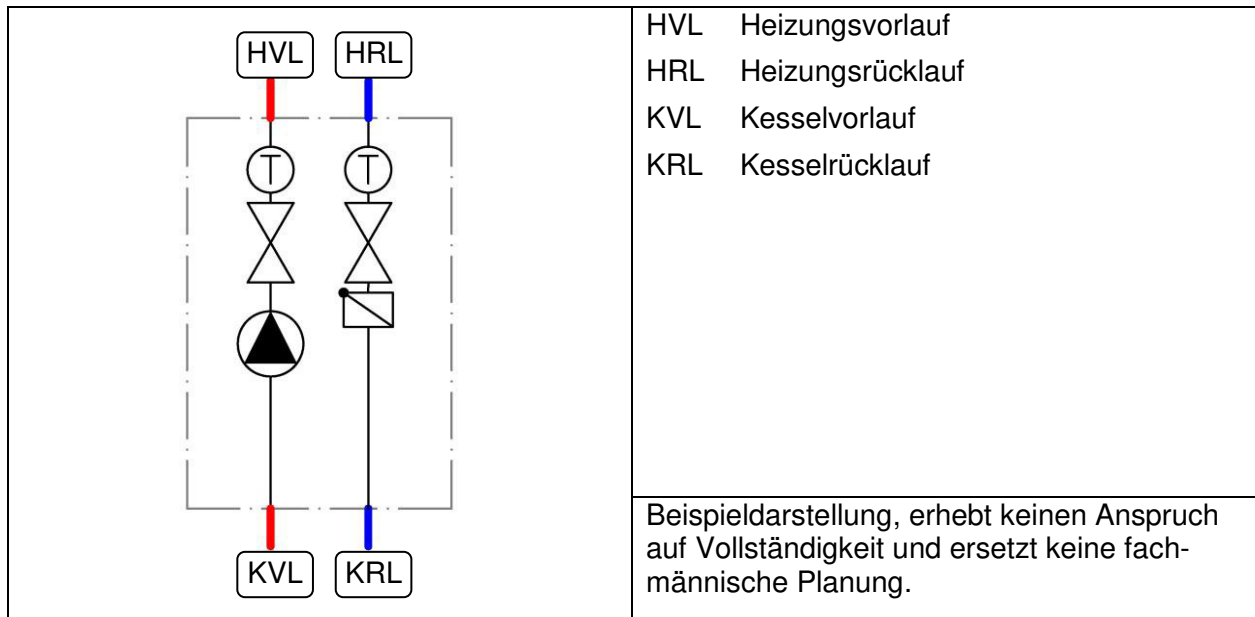 HVL HRL
T T
KVL KRL
HVL Heizungsvorlauf
HRL Heizungsrücklauf
KVL Kesselvorlauf
KRL Kesselrücklauf
Beispieldarstellung, erhebt keinen Anspruch
auf Vollständigkeit und ersetzt keine fach-
männische Planung.